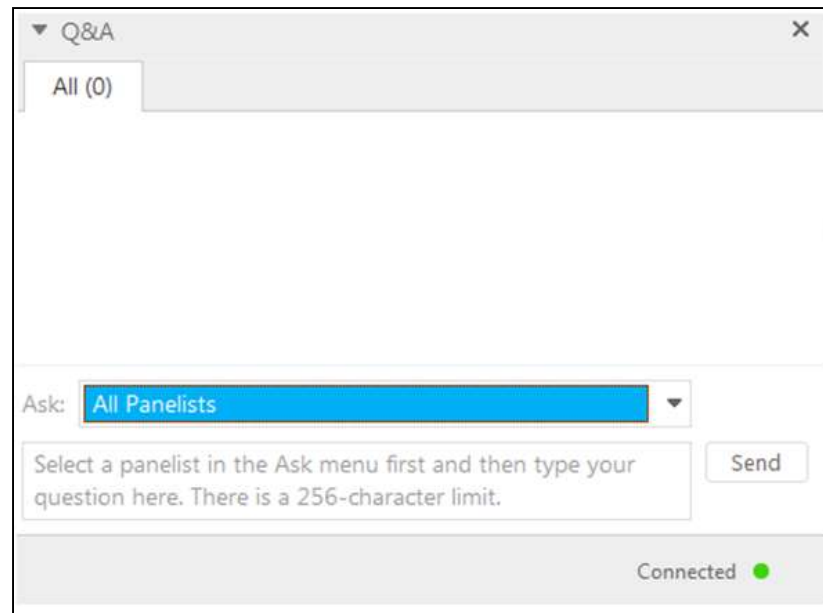 Q&A
All (0)
Ask: All Panelists
Select a panelist in the Ask menu first and then type your
question here. There is a 256-character limit.
Send
Connected